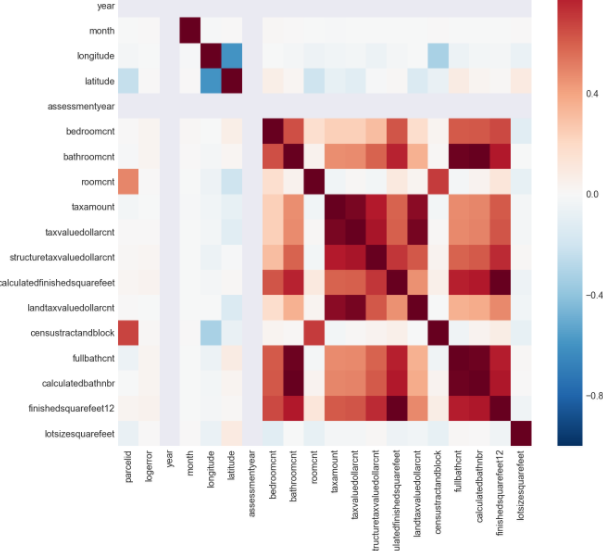 year
month
longitude
latitude
assessmentyear
bedroomcnt
bathroomcnt
roomcnt
taxamount
taxvaluedollarcnt
structuretaxvaluedollarcnt
calculatedfinishedsquarefeet
landtaxvaluedollarcnt
censustractandblock
fullbathcnt
calculatedbathnbr
finishedsquarefeet12
lotsizesquarefeet
parcelid
logerror
year
month
longitude
latitude
assessmentyear
bedroomcnt
bathroomcnt
roomcnt
taxamount
taxvaluedollarcnt
tructuretaxvaluedollarcnt
ulatedfinishedsquarefeet
landtaxvaluedollarcnt
censustractandblock
fullbathcnt
calculatedbathnbr
finishedsquarefeet12
lotsizesquarefeet
0.4
0.0
−0.4
−0.8